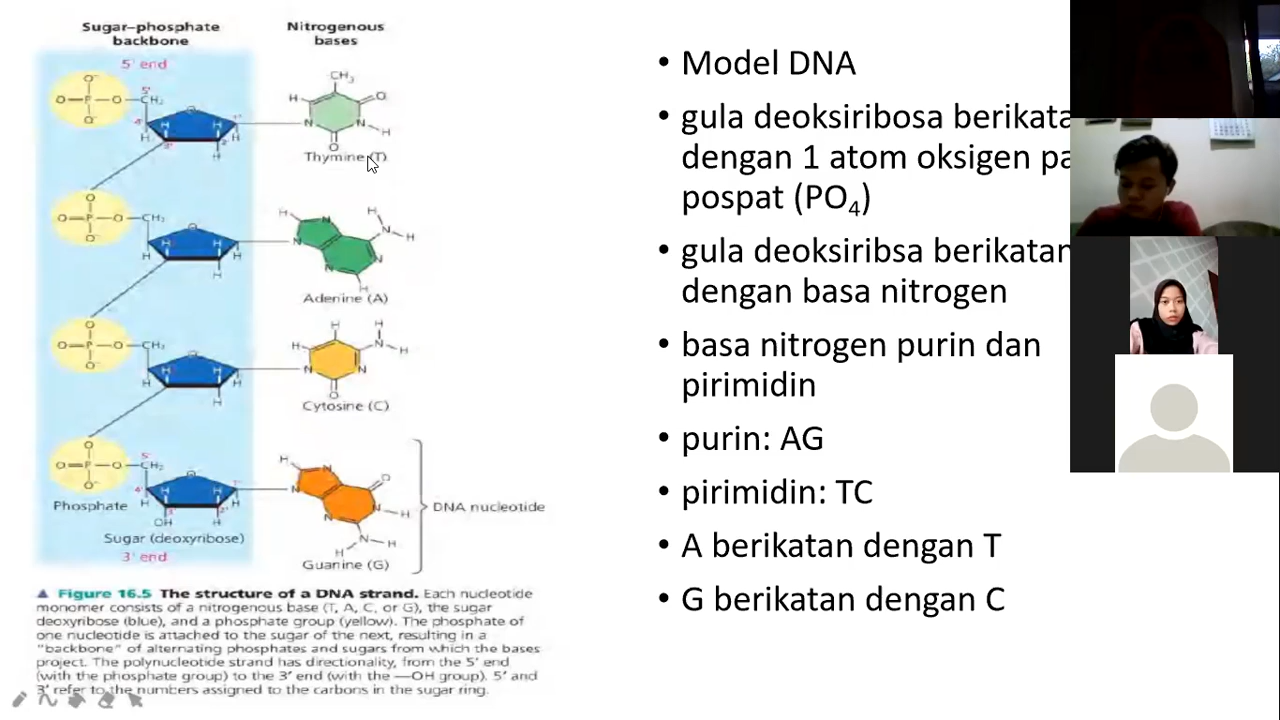 Sugar–phosphate
backbone
Nitrogenous
bases
5′ end
Thymine (T)
Adenine (A)
Cytosine (C)
Phosphate
DNA nucleotide
Sugar (deoxyribose)
3′ end
Guanine (G)
▲ Figure 16.5 The structure of a DNA strand. Each nucleotide
monomer consists of a nitrogenous base (T, A, C, or G), the sugar
deoxyribose (blue), and a phosphate group (yellow). The phosphate of
one nucleotide is attached to the sugar of the next, resulting in a
"backbone" of alternating phosphates and sugars from which the bases
project. The polynucleotide strand has directionality, from the 5′ end
(with the phosphate group) to the 3′ end (with the —OH group). 5′ and
3′ refer to the numbers assigned to the carbons in the sugar ring.
• Model DNA
• gula deoksiribosa berikata
dengan 1 atom oksigen pa
pospat (PO₄)
• gula deoksiribsa berikatan
dengan basa nitrogen
• basa nitrogen purin dan
pirimidin
• purin: AG
• pirimidin: TC
• A berikatan dengan T
• G berikatan dengan C